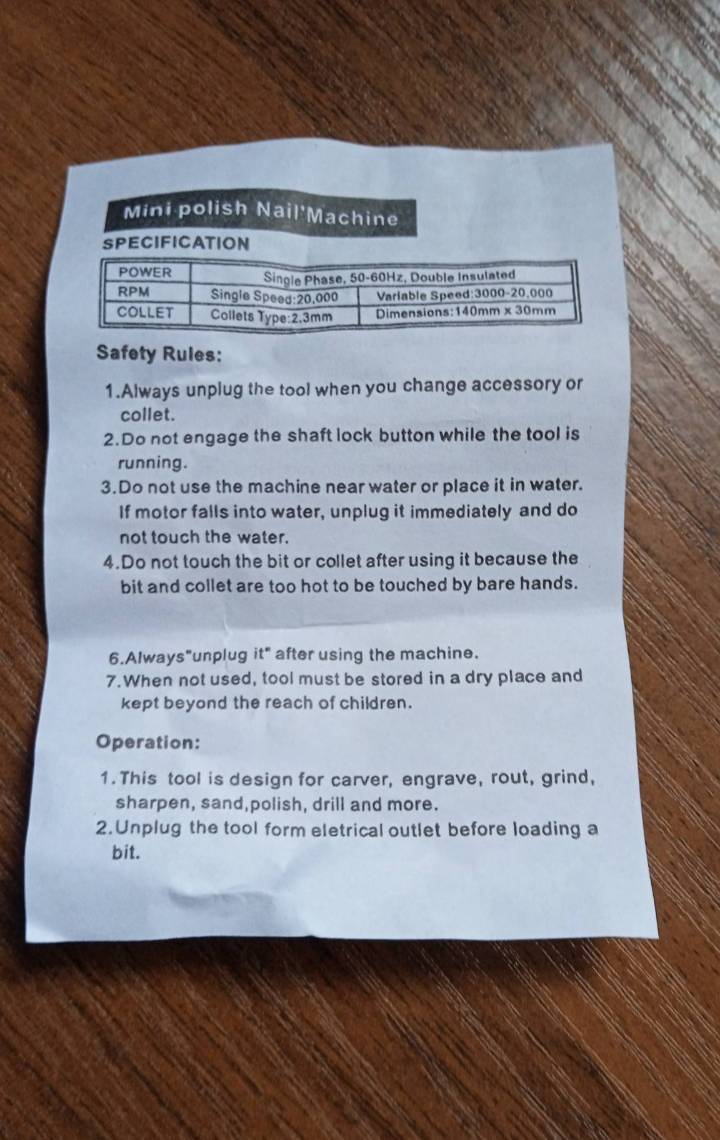 Mini polish Nail'Machine
SPECIFICATION
POWER Single Phase, 50-60Hz, Double Insulated
RPM Single Speed:20,000 Variable Speed:3000-20,000
COLLET Collets Type:2.3mm Dimensions:140mm x 30mm
Safety Rules:
1.Always unplug the tool when you change accessory or
collet.
2.Do not engage the shaft lock button while the tool is
running.
3.Do not use the machine near water or place it in water.
If motor falls into water, unplug it immediately and do
not touch the water.
4.Do not touch the bit or collet after using it because the
bit and collet are too hot to be touched by bare hands.
6.Always"unplug it" after using the machine.
7.When not used, tool must be stored in a dry place and
kept beyond the reach of children.
Operation:
1.This tool is design for carver, engrave, rout, grind,
sharpen, sand,polish, drill and more.
2.Unplug the tool form eletrical outlet before loading a
bit.